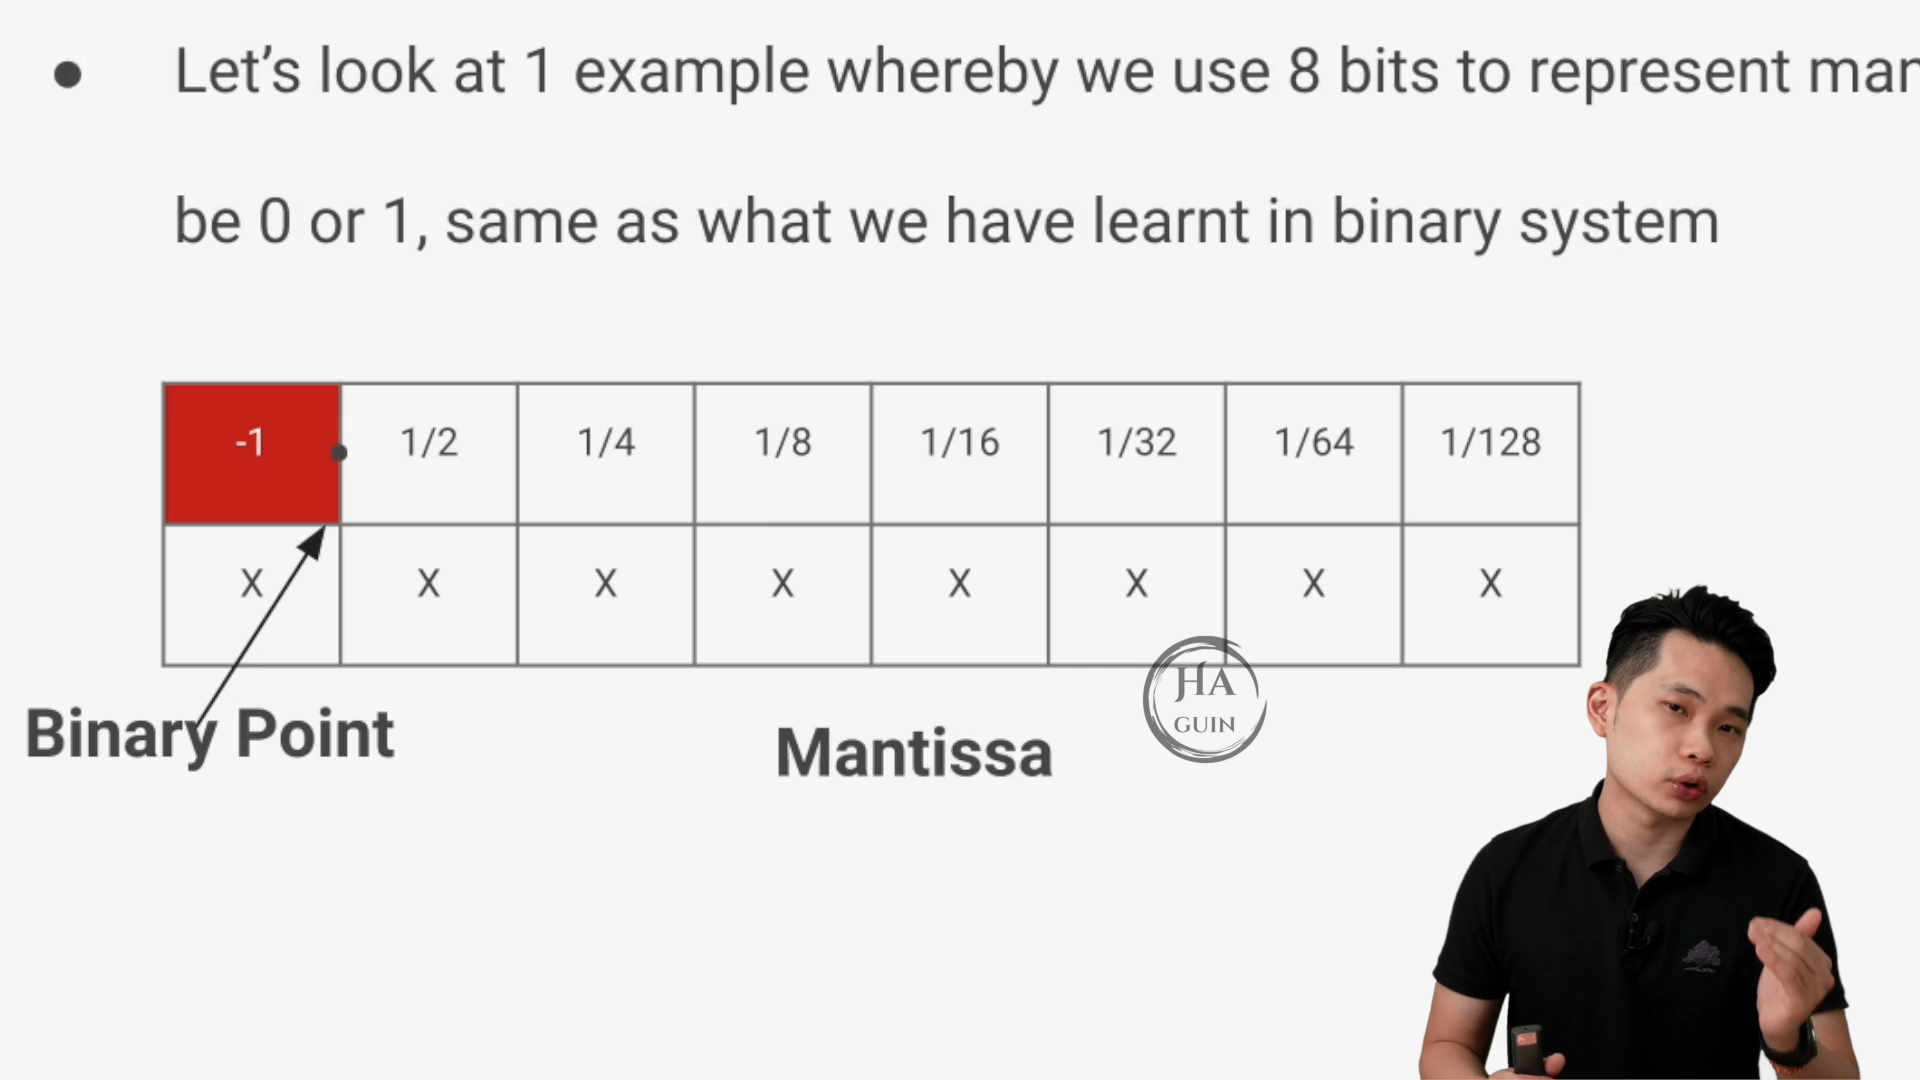 Let's look at 1 example whereby we use 8 bits to represent
be 0 or 1, same as what we have learnt in binary system
-1 1/2 1/4 1/8 1/16 1/32 1/64 1/128
X X X X X X X X
Binary Point
Mantissa
HA
GUIN